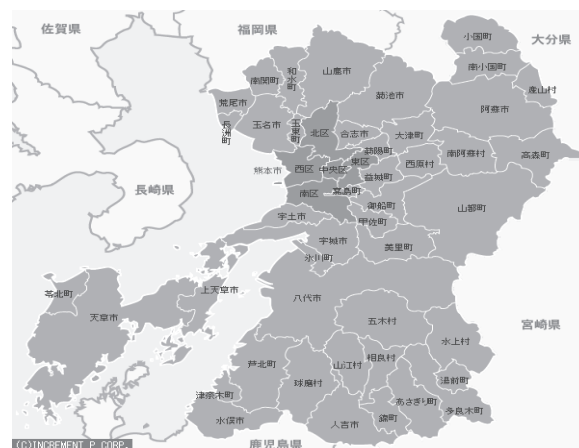 佐賀県
福岡県
大分県
小国町
南小国町
産山村
和水町
南関町
山鹿市
菊池市
阿蘇市
荒尾市
長洲町
玉名市
玉東町
北区
合志市
大津町
菊陽町
熊本市
西区
中央区
東区
西原村
南阿蘇村
高森町
益城町
長崎県
南区
嘉島町
御船町
山都町
宇土市
甲佐町
宇城市
美里町
氷川町
上天草市
八代市
苓北町
天草市
五木村
宮崎県
水上村
芦北町
山江村
相良村
球磨村
湯前町
津奈木町
あさぎり町
多良木町
水俣市
人吉市
錦町
鹿児島県
(C)INCREMENT P CORP.